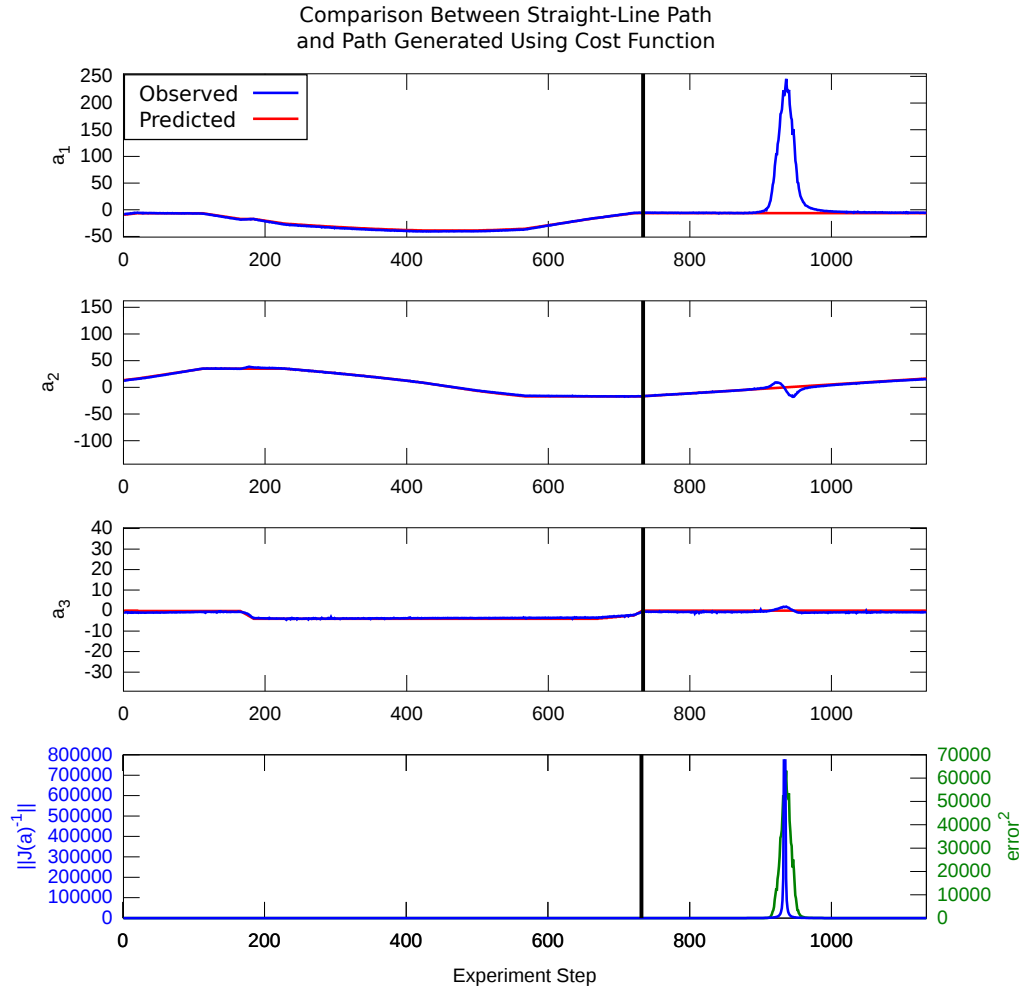 Comparison Between Straight-Line Path
and Path Generated Using Cost Function
Observed
Predicted
a1
250
200
150
100
50
0
-50
0 200 400 600 800 1000
a2
150
100
50
0
-50
-100
0 200 400 600 800 1000
a3
40
30
20
10
0
-10
-20
-30
0 200 400 600 800 1000
||J(a)⁻¹||
800000
700000
600000
500000
400000
300000
200000
100000
0
70000
60000
50000
40000
30000
20000
10000
0
error²
0 200 400 600 800 1000
Experiment Step